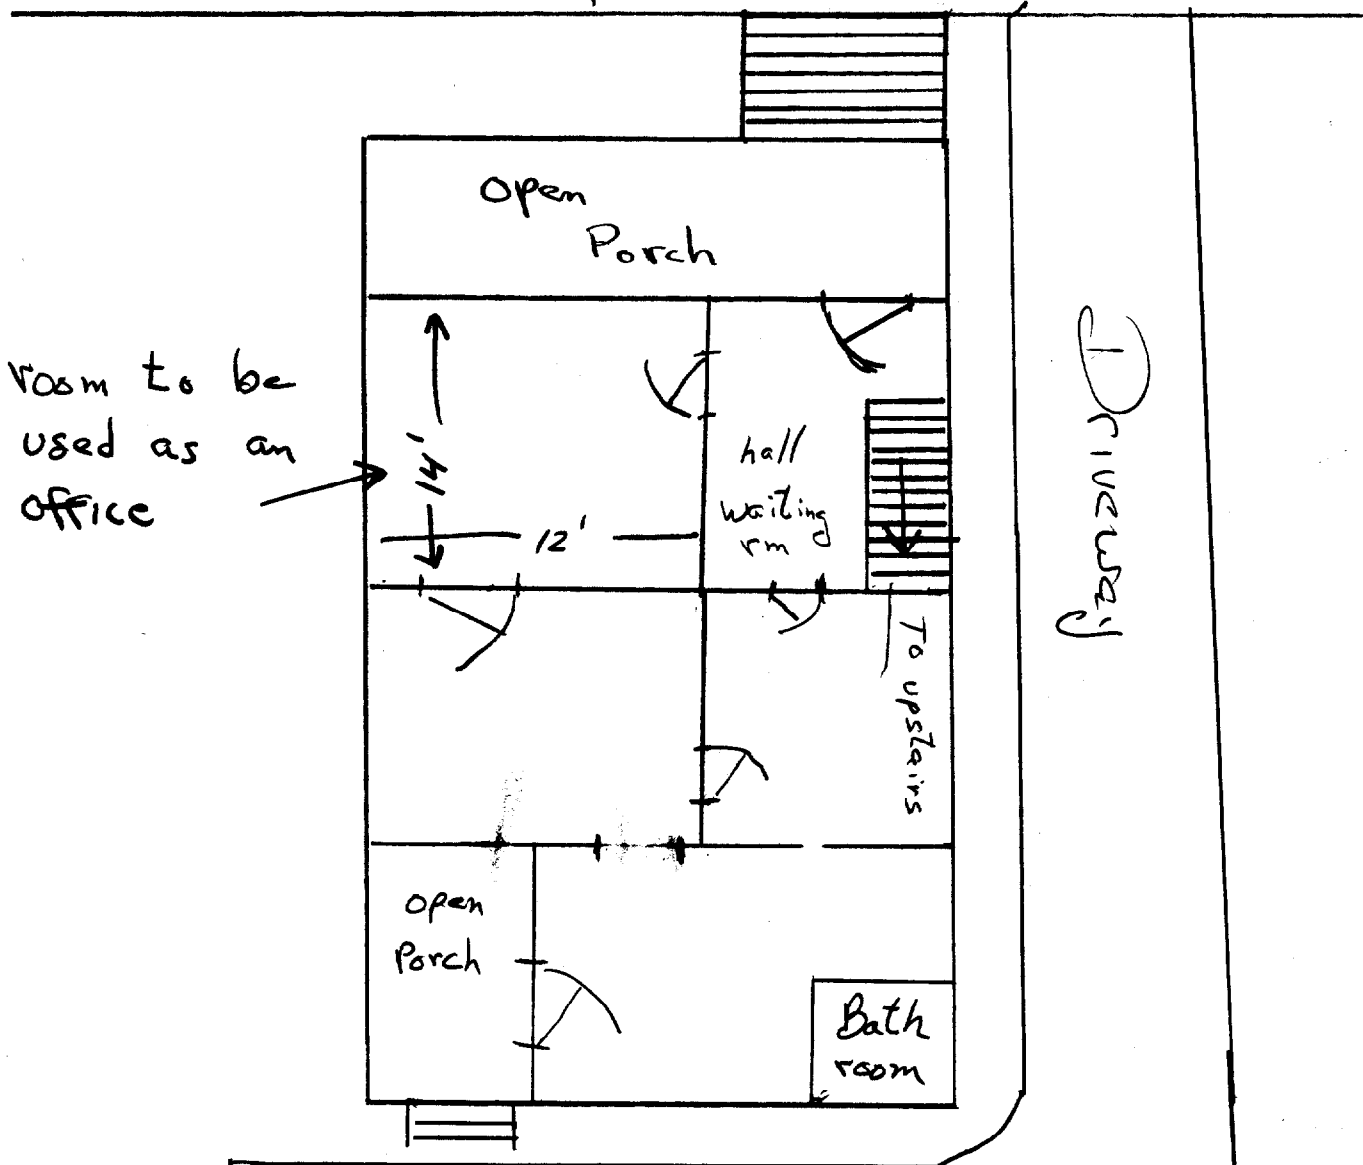 Open
Porch
room to be
used as an
office
14'
12'
hall
waiting
rm
Driveway
To upstairs
open
Porch
Bath
room